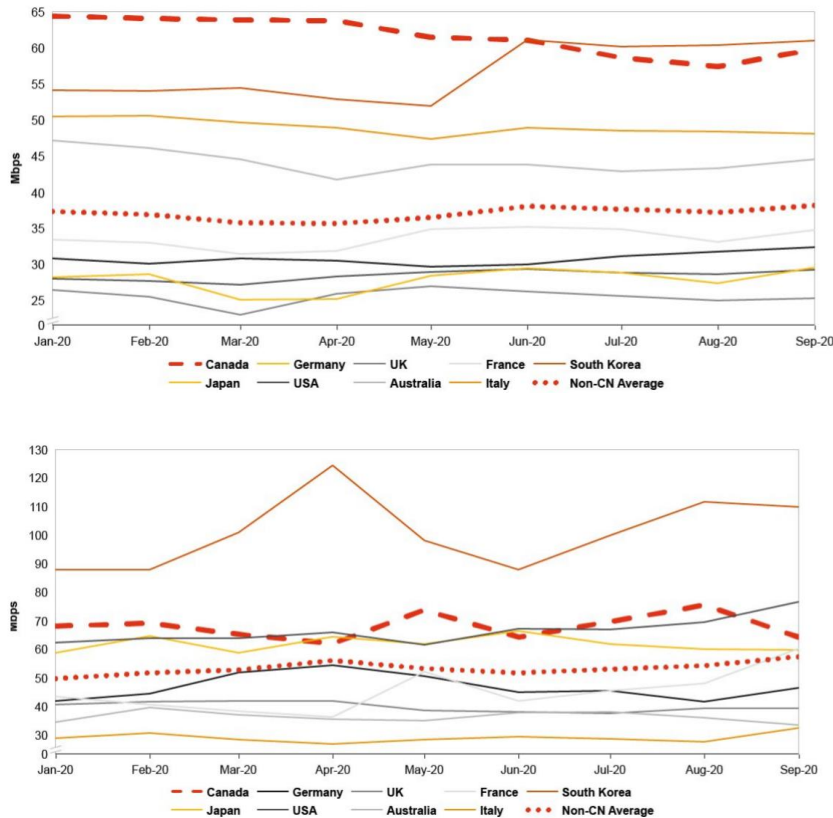 65
60
55
50
45
40
35
30
25
0
Mbps
Jan-20 Feb-20 Mar-20 Apr-20 May-20 Jun-20 Jul-20 Aug-20 Sep-20
Canada Germany UK France South Korea
Japan USA Australia Italy Non-CN Average
130
120
110
100
90
80
70
60
50
40
30
0
Mbps
Jan-20 Feb-20 Mar-20 Apr-20 May-20 Jun-20 Jul-20 Aug-20 Sep-20
Canada Germany UK France South Korea
Japan USA Australia Italy Non-CN Average